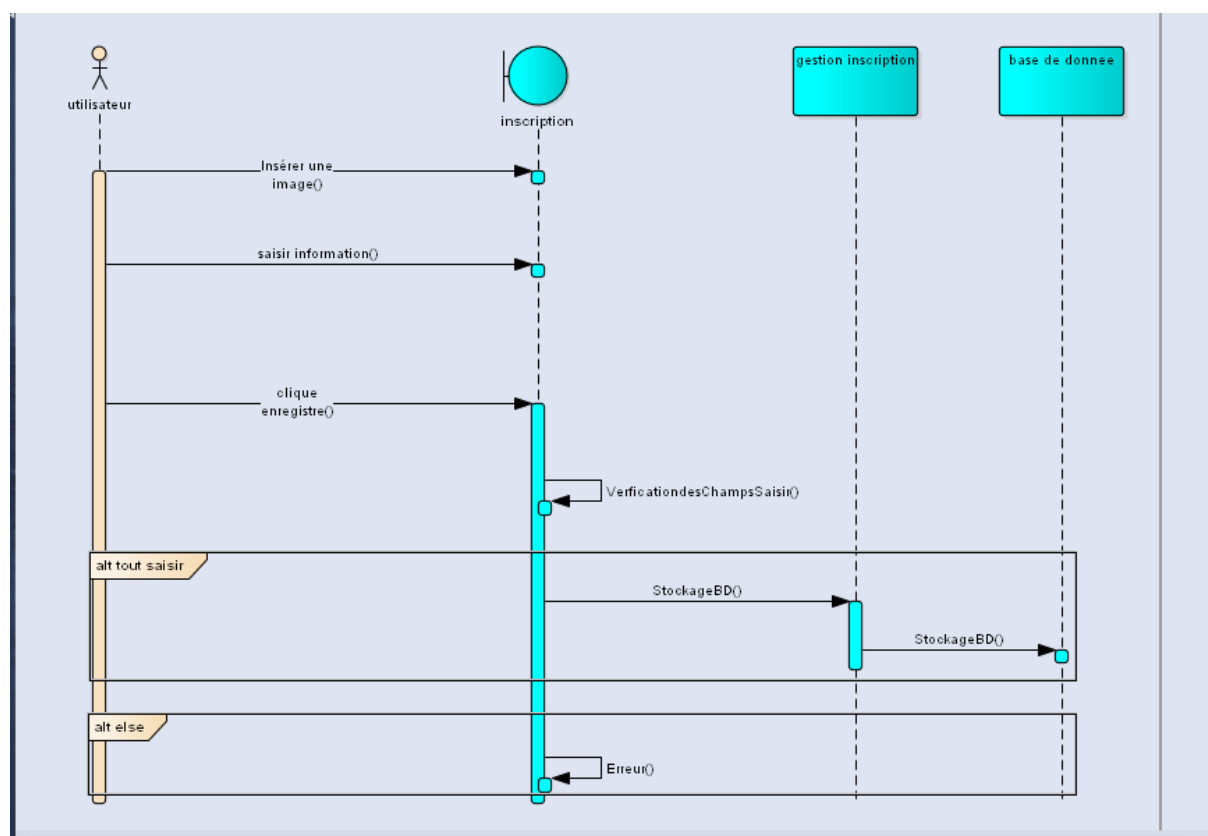 utilisateur
inscription
gestion inscription
base de donnee
Insérer une
image()
saisir information()
clique
enregistre()
VerficationdesChampsSaisir()
alt tout saisir
StockageBD()
StockageBD()
alt else
Erreur()